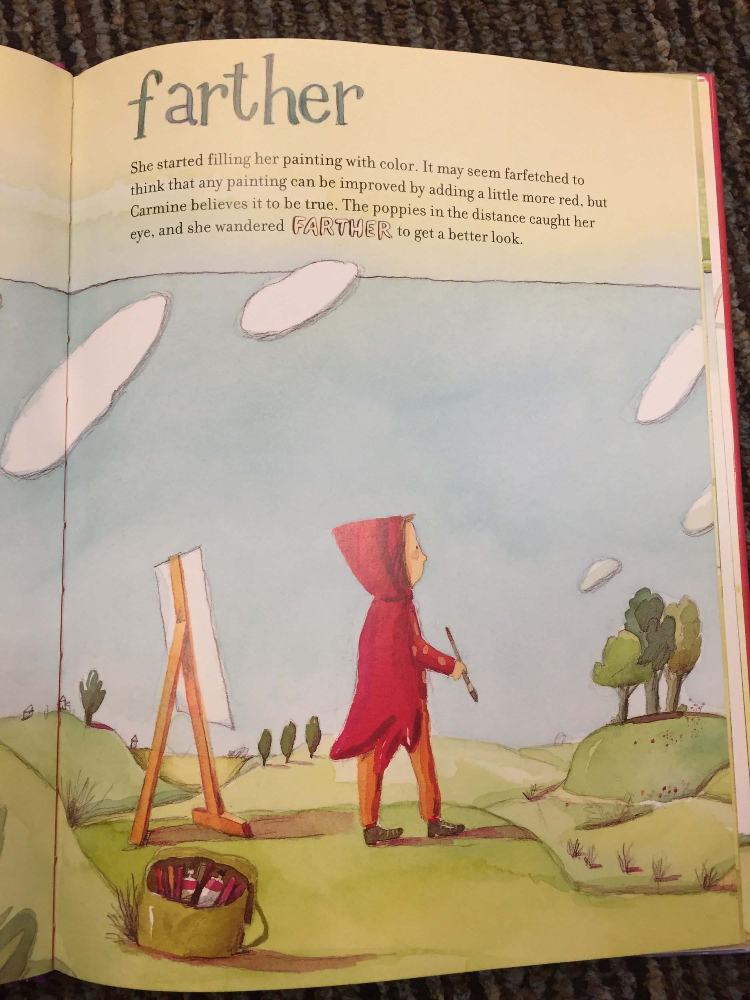 farther
She started filling her painting with color. It may seem farfetched to
think that any painting can be improved by adding a little more red, but
Carmine believes it to be true. The poppies in the distance caught her
eye, and she wandered FARTHER to get a better look.